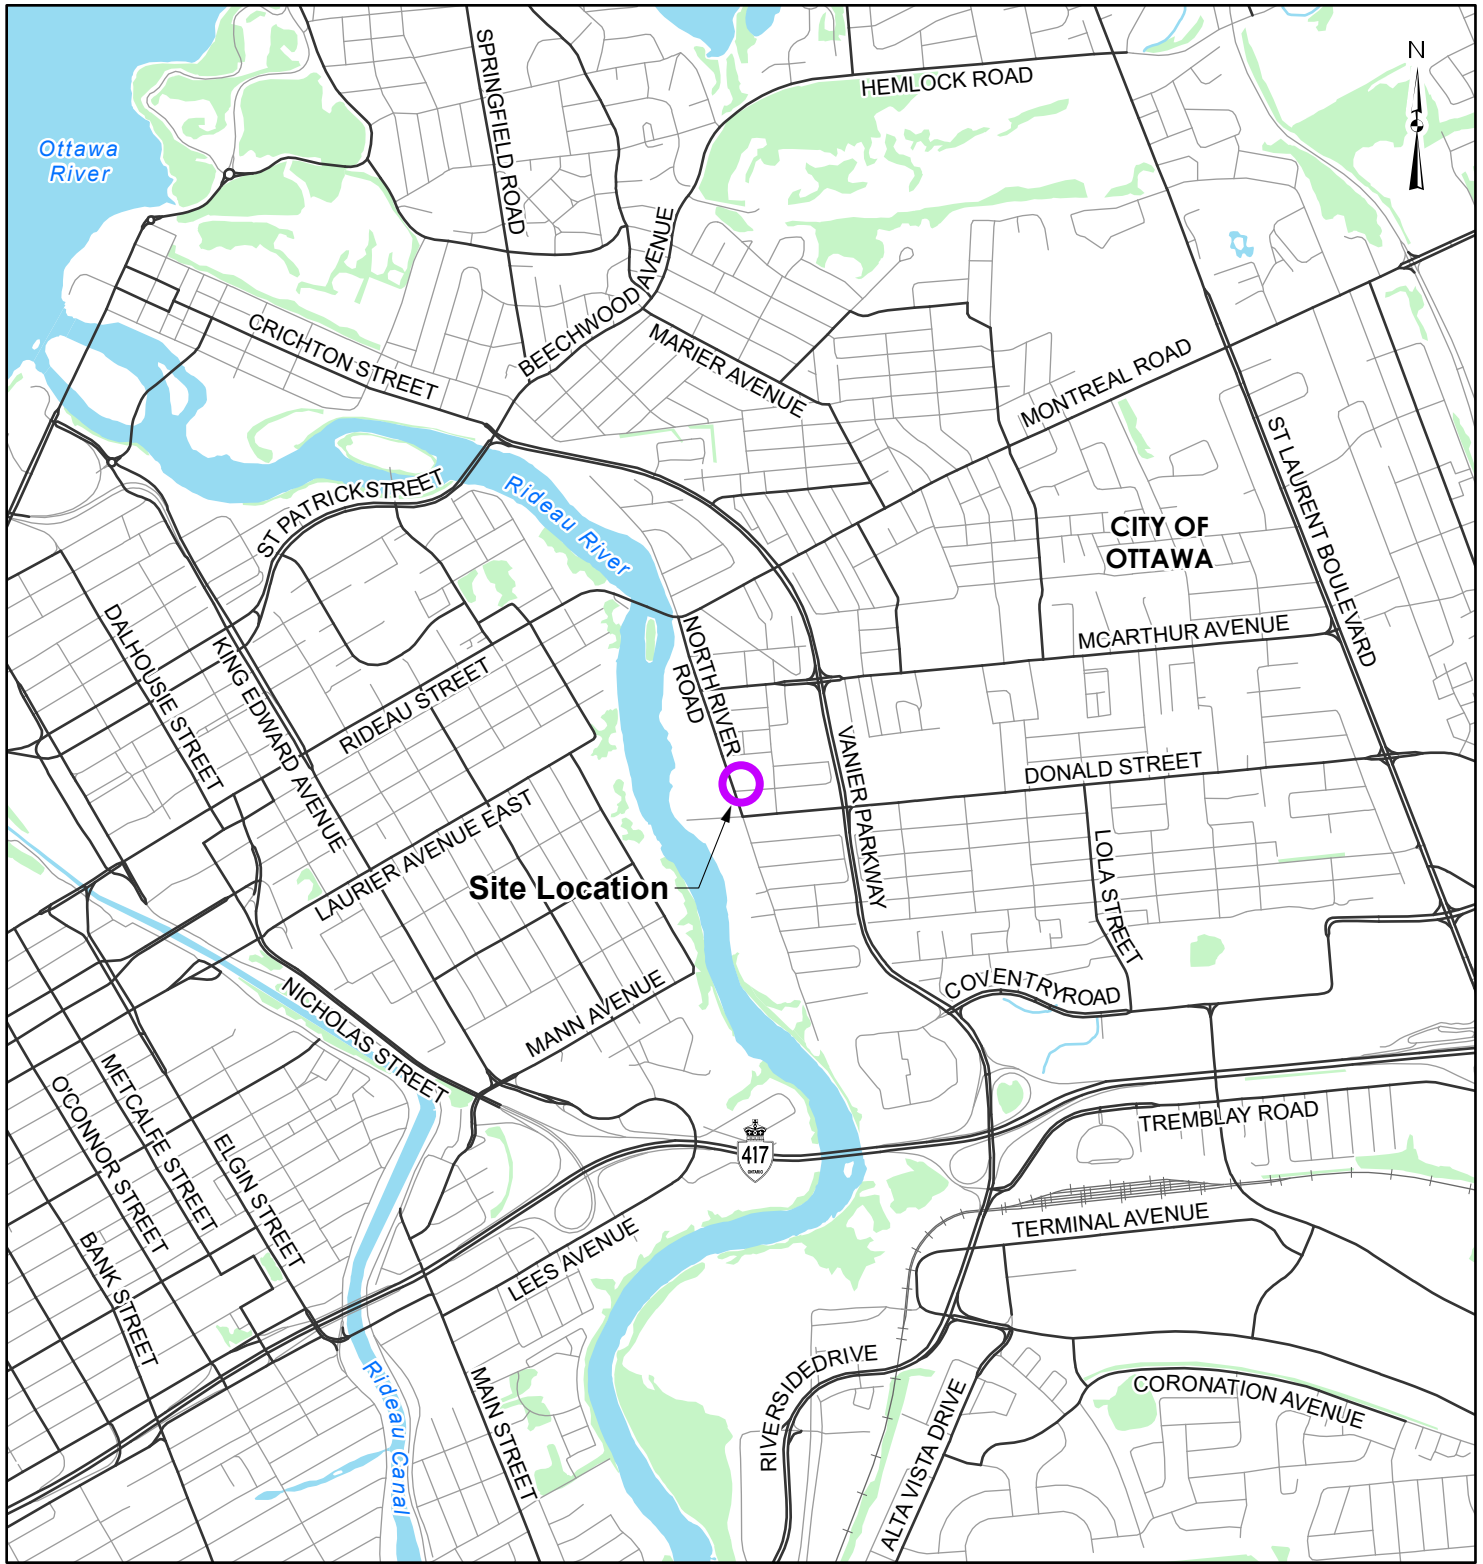 N
HEMLOCK ROAD
SPRINGFIELD ROAD
Ottawa
River
BEECHWOOD AVENUE
CRICHTON STREET
MARIER AVENUE
MONTREAL ROAD
ST LAURENT BOULEVARD
ST PATRICK STREET
Rideau River
CITY OF
OTTAWA
DALHOUSIE STREET
KING EDWARD AVENUE
RIDEAU STREET
NORTH RIVER
ROAD
MCARTHUR AVENUE
VANIER PARKWAY
DONALD STREET
LAURIER AVENUE EAST
Site Location
LOLA STREET
NICHOLAS STREET
MANN AVENUE
COVENTRY ROAD
METCALFE STREET
O'CONNOR STREET
ELGIN STREET
417
ONTARIO
TREMBLAY ROAD
BANK STREET
LEES AVENUE
TERMINAL AVENUE
Rideau Canal
MAIN STREET
RIVERSIDE DRIVE
ALTA VISTA DRIVE
CORONATION AVENUE